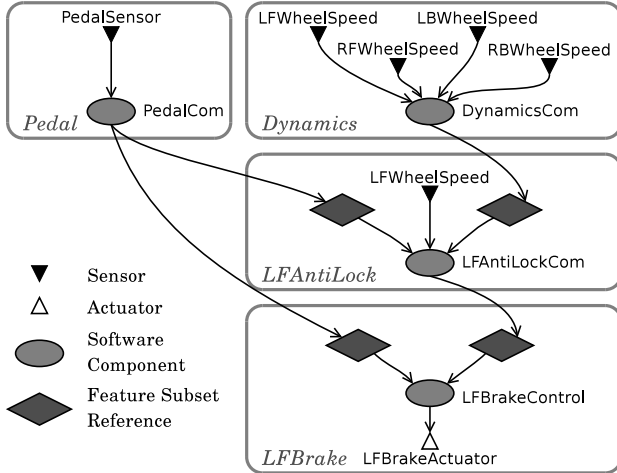 PedalSensor
PedalCom
Pedal
LFWheelSpeed
LBWheelSpeed
RFWheelSpeed
RBWheelSpeed
DynamicsCom
Dynamics
LFWheelSpeed
LFAntiLockCom
LFAntiLock
LFBrakeControl
LFBrakeActuator
LFBrake
Sensor
Actuator
Software
Component
Feature Subset
Reference